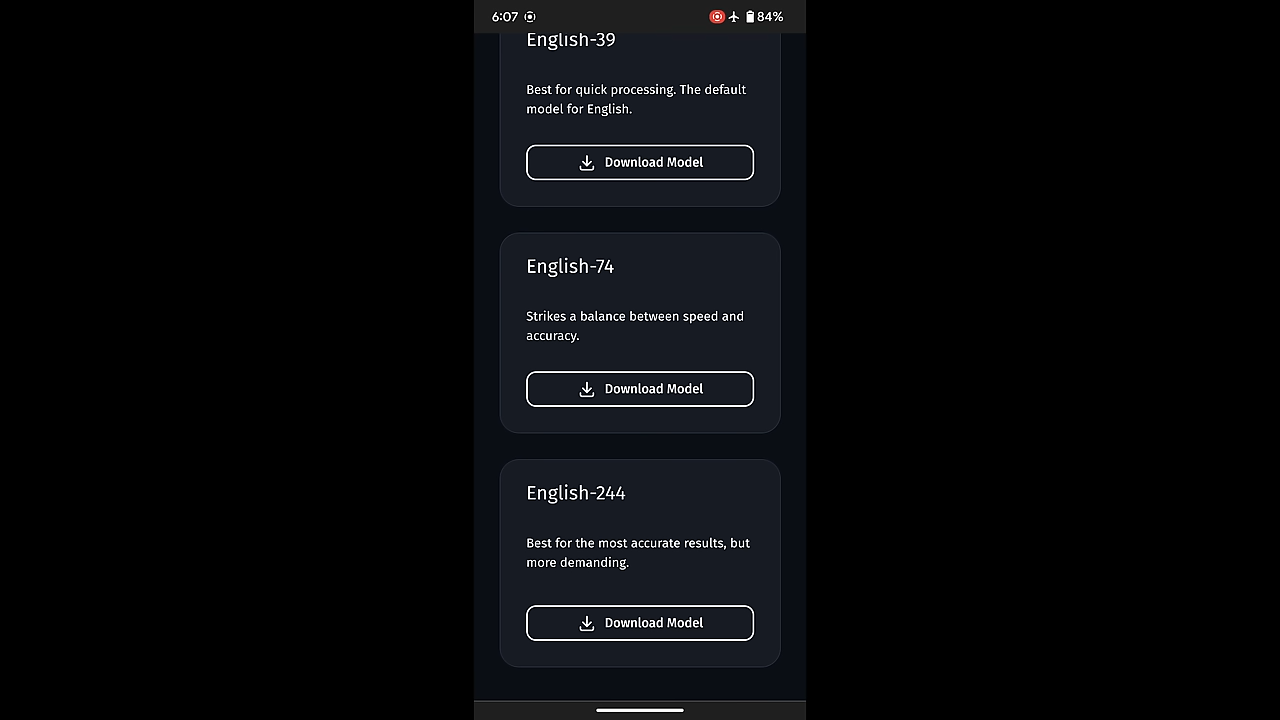 6:07
84%
English-39
Best for quick processing. The default
model for English.
Download Model
English-74
Strikes a balance between speed and
accuracy.
Download Model
English-244
Best for the most accurate results, but
more demanding.
Download Model